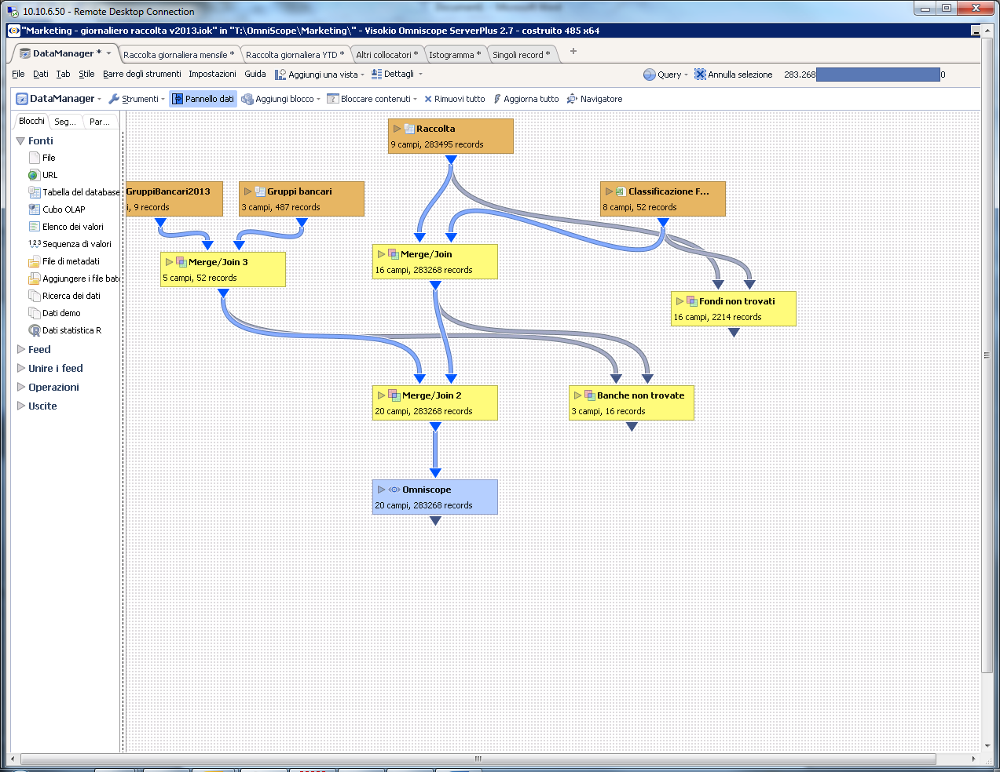 10.10.6.50 - Remote Desktop Connection
"Marketing - giornaliero raccolta v2013.iok" in "T:\OmniScope\Marketing\" - Visokio Omniscope ServerPlus 2.7 - costruito 485 x64
DataManager * Raccolta giornaliera mensile * Raccolta giornaliera YTD * Altri collocatori * Istogramma * Singoli record * +
File Dati Tab Stile Barre degli strumenti Impostazioni Guida Aggiungi una vista Dettagli Query Annulla selezione 283.268 0
DataManager Strumenti Pannello dati Aggiungi blocco Bloccare contenuti Rimuovi tutto Aggiorna tutto Navigatore
Blocchi Seg... Par...
Fonti
File
URL
Tabella del database
Cubo OLAP
Elenco dei valori
123 Sequenza di valori
File di metadati
Aggiungere i file bat
Ricerca dei dati
Dati demo
Dati statistica R
Feed
Unire i feed
Operazioni
Uscite
Raccolta
9 campi, 283495 records
GruppiBancari2013
i, 9 records
Gruppi bancari
3 campi, 487 records
Classificazione F...
8 campi, 52 records
Merge/Join 3
5 campi, 52 records
Merge/Join
16 campi, 283268 records
Fondi non trovati
16 campi, 2214 records
Merge/Join 2
20 campi, 283268 records
Banche non trovate
3 campi, 16 records
Omniscope
20 campi, 283268 records